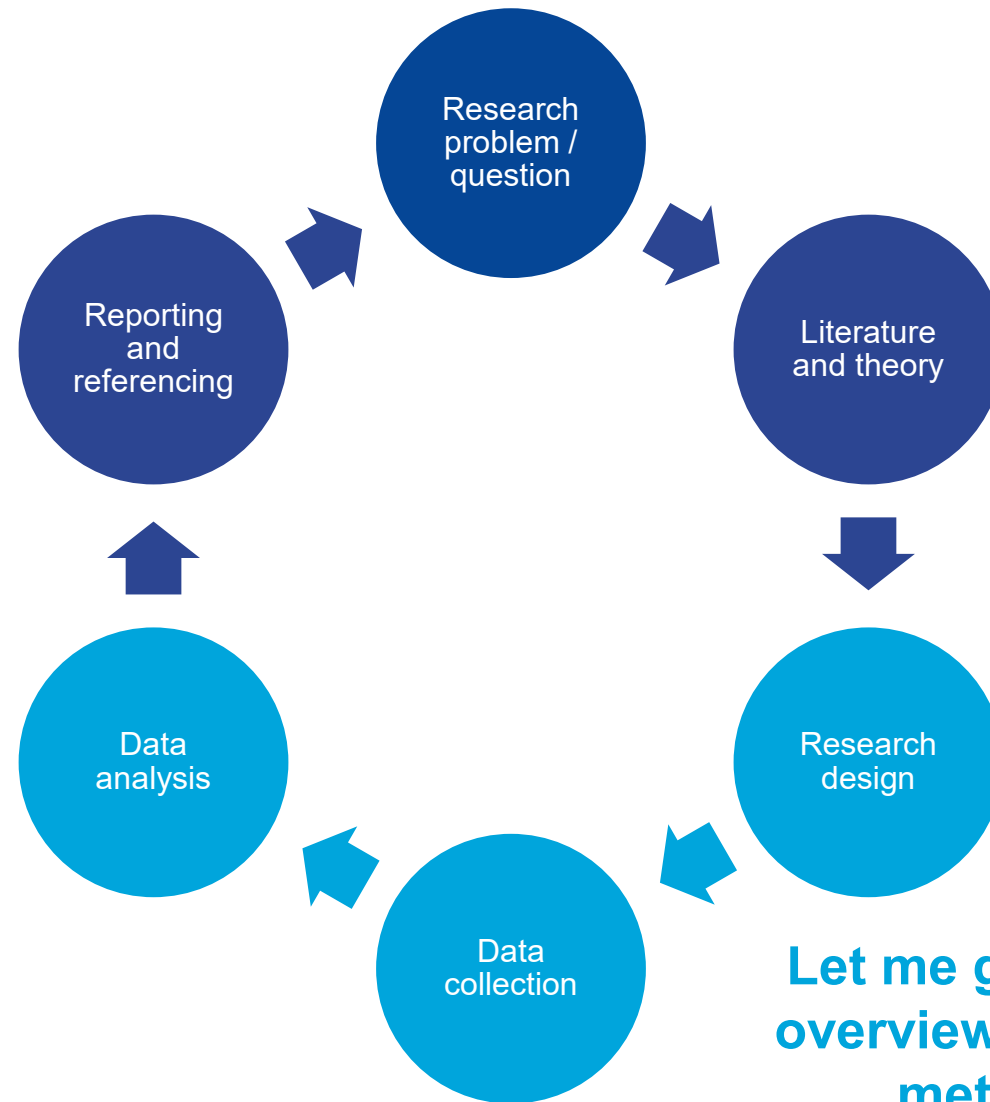 Research
problem /
question
Literature
and theory
Research
design
Data
collection
Data
analysis
Reporting
and
referencing
Let me
overview